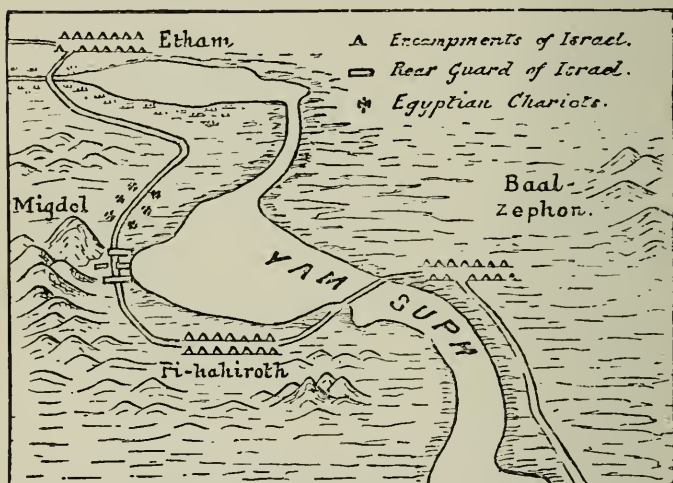 Etham
Encampments of Israel.
Rear Guard of Israel.
Egyptian Chariots.
Baal-
Zephon.
Migdol
YAM SUPH
Pi-hahiroth